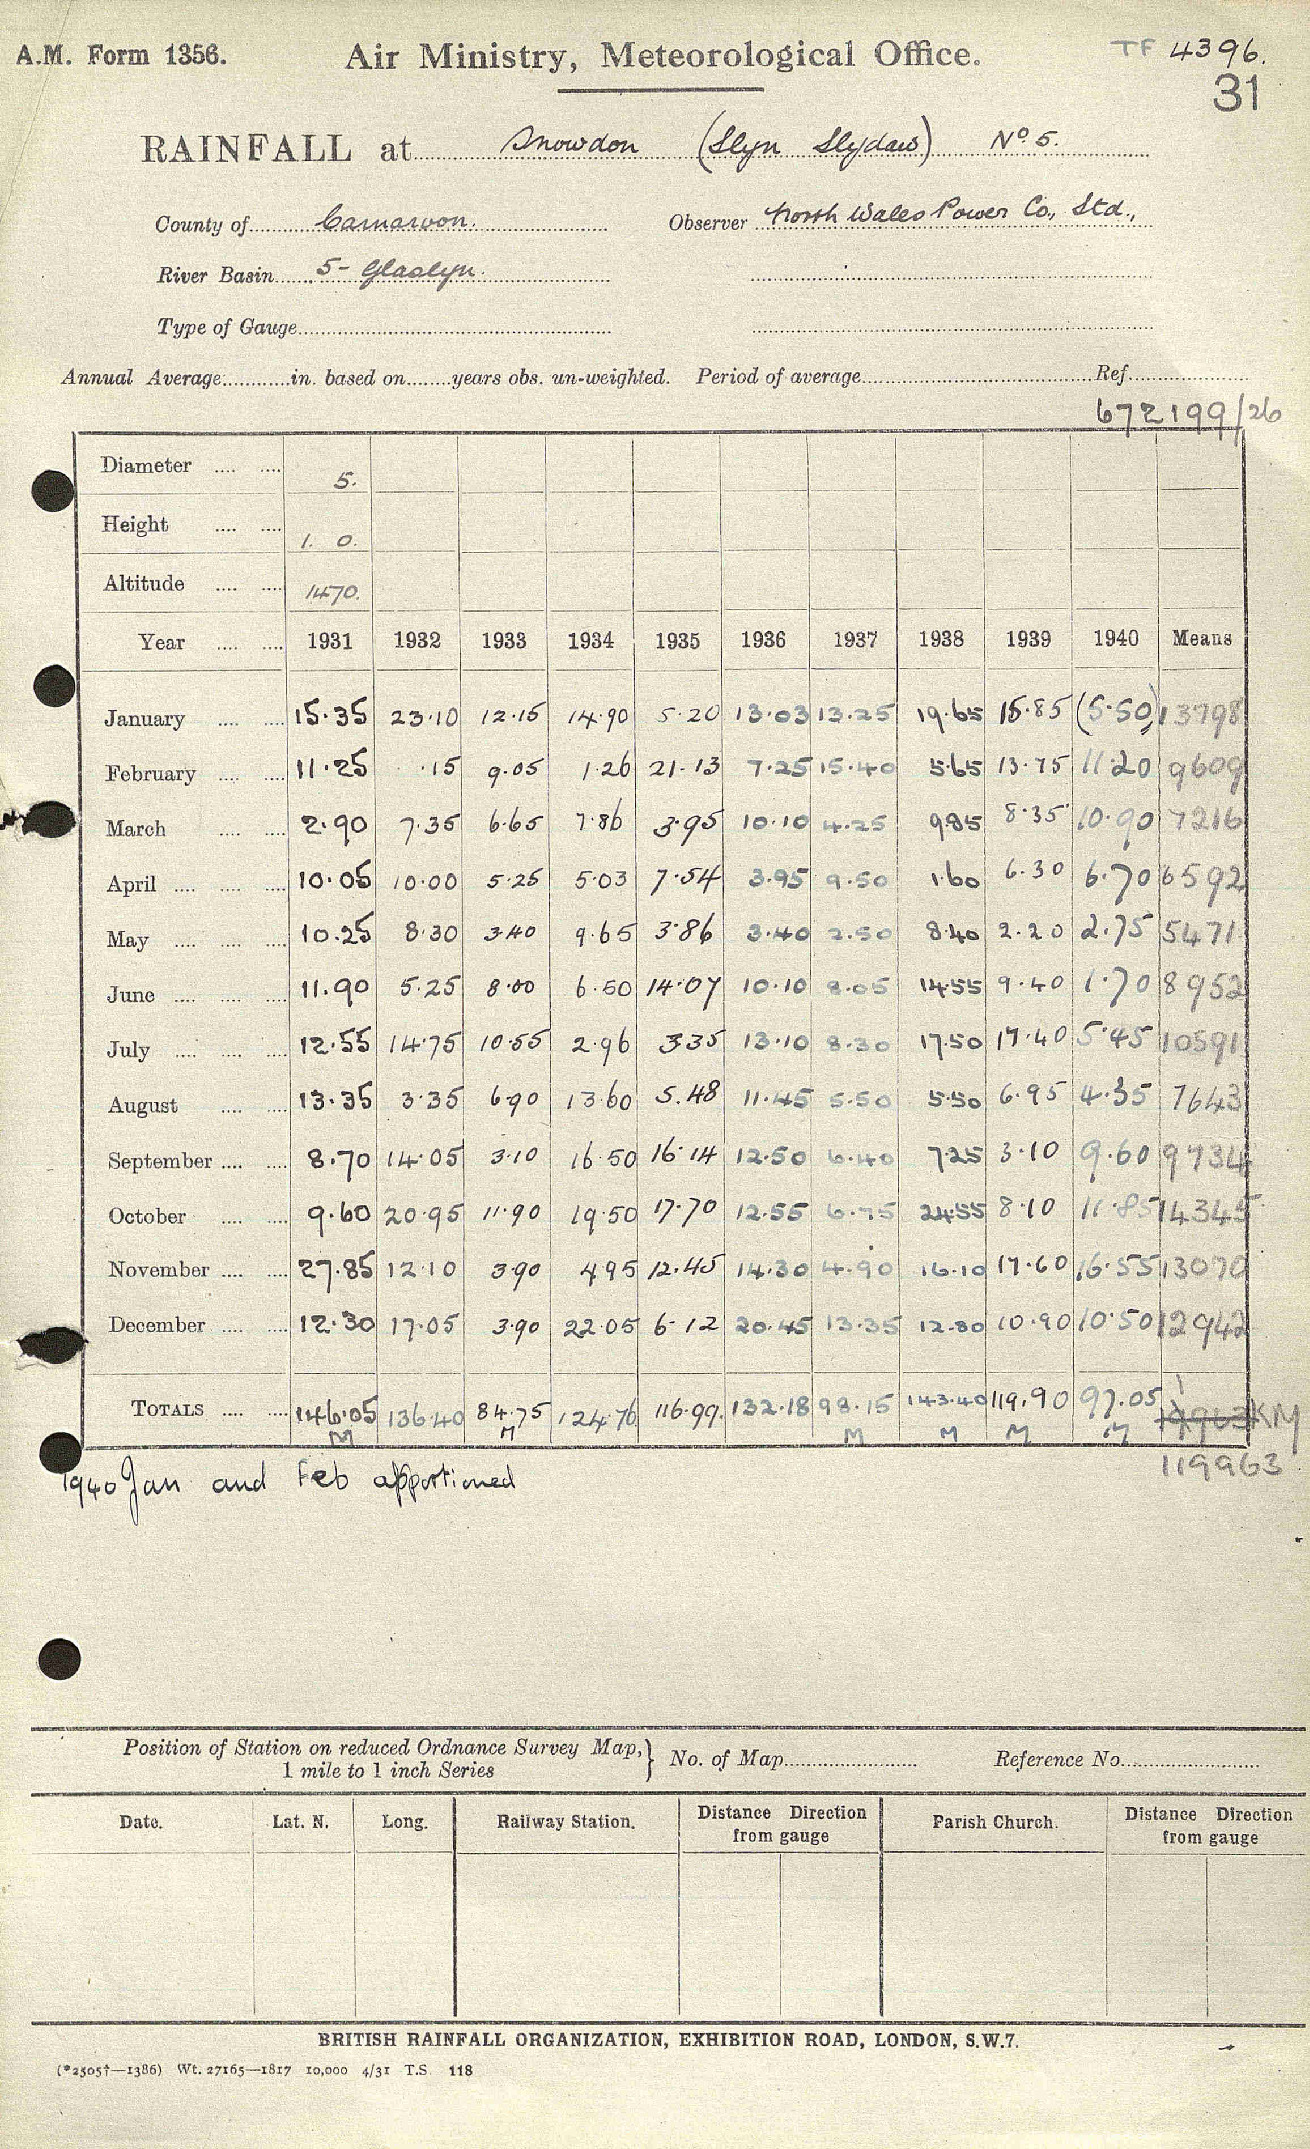 A.M. Form 1356. Air Ministry, Meteorological Office. TF 4396.
31
RAINFALL at Snowdon (Llyn Llydaw) No. 5.
County of Carnarvon. Observer North Wales Power Co., Ltd.,
River Basin 5- Glaslyn.
Type of Gauge
Annual Average in. based on years obs. un-weighted. Period of average Ref.
672199/26
Diameter 5.
Height 1. 0.
Altitude 1470.
Year 1931 1932 1933 1934 1935 1936 1937 1938 1939 1940 Means
January 15.35 23.10 12.15 14.90 5.20 13.03 13.25 19.65 15.85 (5.50) 13798
February 11.25 .15 9.05 1.26 21.13 7.25 15.40 5.65 13.75 11.20 9609
March 2.90 7.35 6.65 7.86 3.95 10.10 4.25 9.85 8.35 10.90 7216
April 10.05 10.00 5.25 5.03 7.54 3.95 9.50 1.60 6.30 6.70 6592
May 10.25 8.30 3.40 9.65 3.86 3.40 2.50 8.40 2.20 2.75 5471
June 11.90 5.25 8.00 6.50 14.07 10.10 8.05 14.55 9.40 1.70 8952
July 12.55 14.75 10.55 2.96 3.35 13.10 8.30 17.50 17.40 5.45 10591
August 13.35 3.35 6.90 13.60 5.48 11.45 5.50 5.50 6.95 4.35 7643
September 8.70 14.05 3.10 16.50 16.14 12.50 6.40 7.25 3.10 9.60 9734
October 9.60 20.95 11.90 19.50 17.70 12.55 6.75 24.55 8.10 11.85 14345
November 27.85 12.10 3.90 4.95 12.45 14.30 4.90 16.10 17.60 16.55 13070
December 12.30 17.05 3.90 22.05 6.12 20.45 13.35 12.80 10.90 10.50 12942
TOTALS 146.05 136.40 84.75 124.76 116.99 132.18 98.15 143.40 119.90 97.05 KM
M M M M M M
119963
1940 Jan and Feb apportioned
Position of Station on reduced Ordnance Survey Map, 1 mile to 1 inch Series } No. of Map Reference No.
Date. Lat. N. Long. Railway Station. Distance Direction from gauge Parish Church. Distance Direction from gauge
BRITISH RAINFALL ORGANIZATION, EXHIBITION ROAD, LONDON, S.W.7.
(*2505†—1386) Wt. 27165—1817 10,000 4/31 T.S. 118